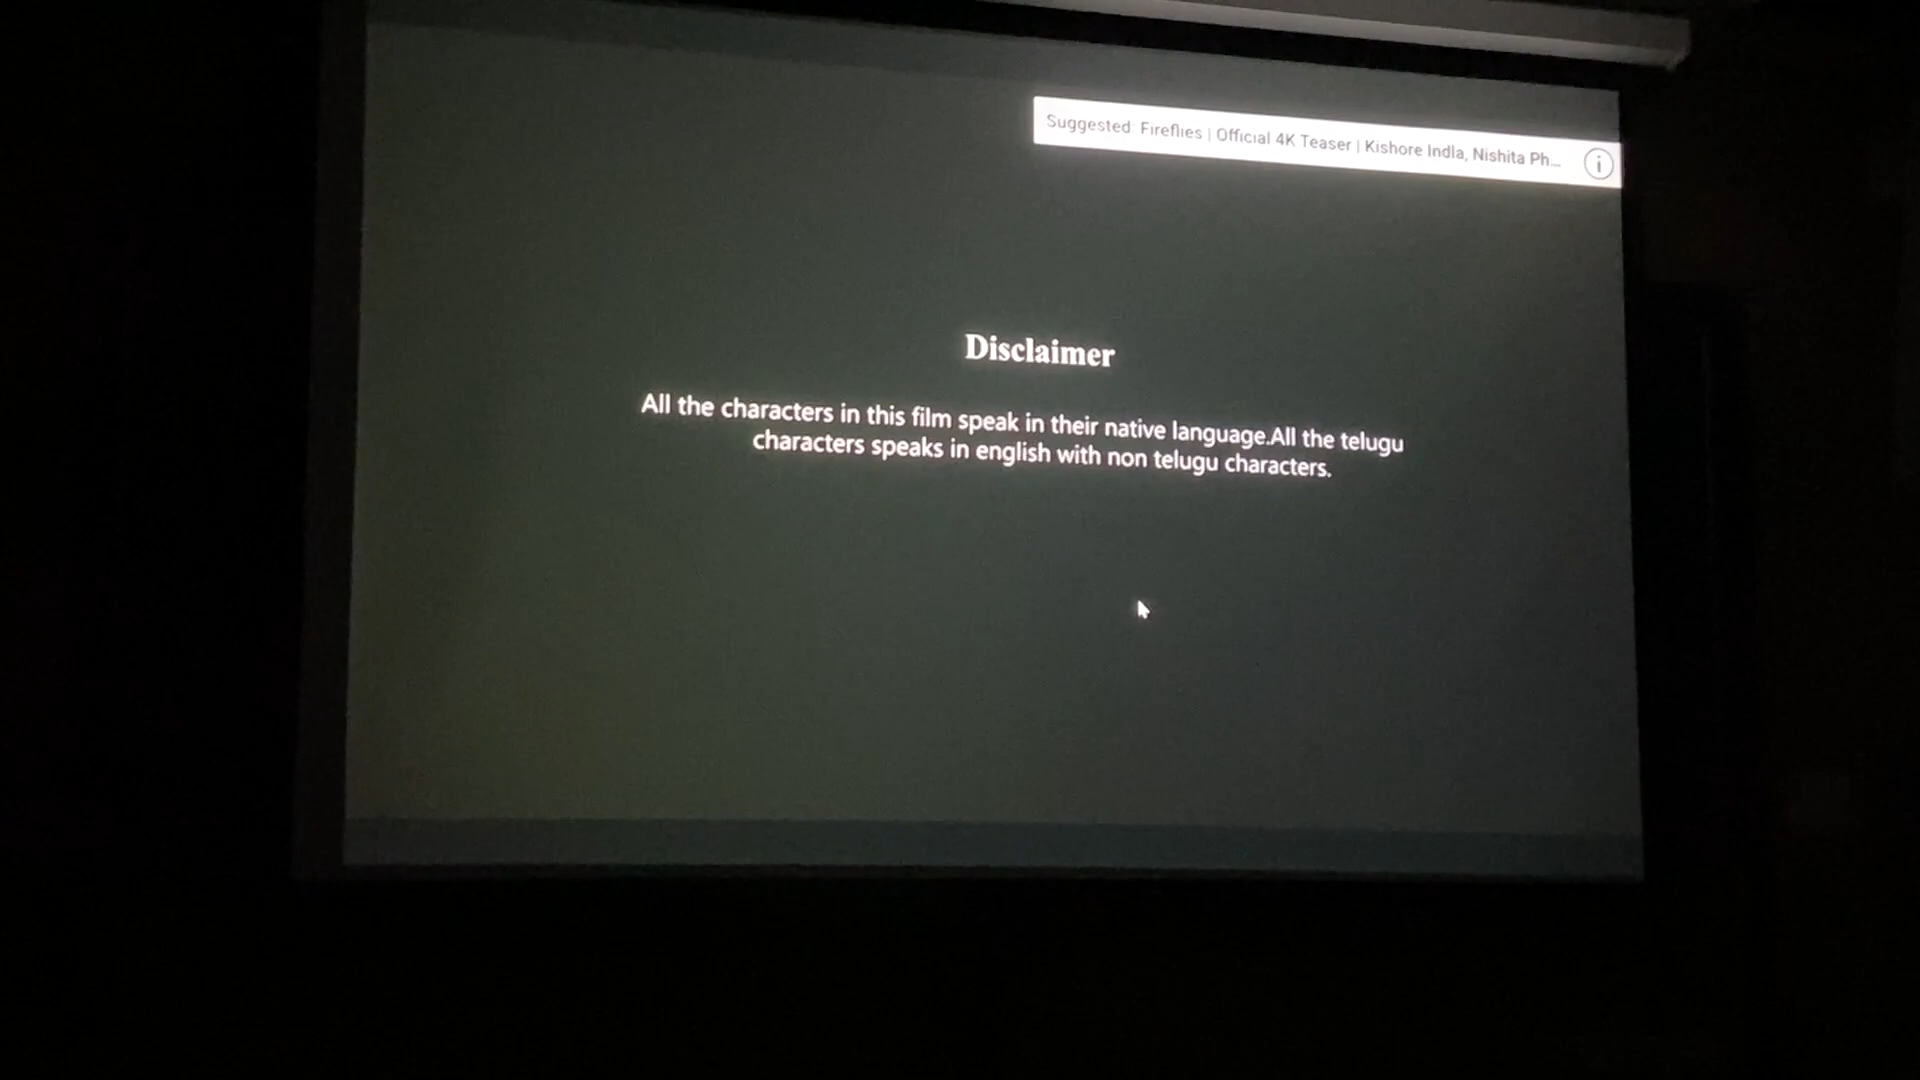 Suggested: Fireflies | Official 4K Teaser | Kishore Indla, Nishita Ph...
Disclaimer
All the characters in this film speak in their native language.All the telugu
characters speaks in english with non telugu characters.